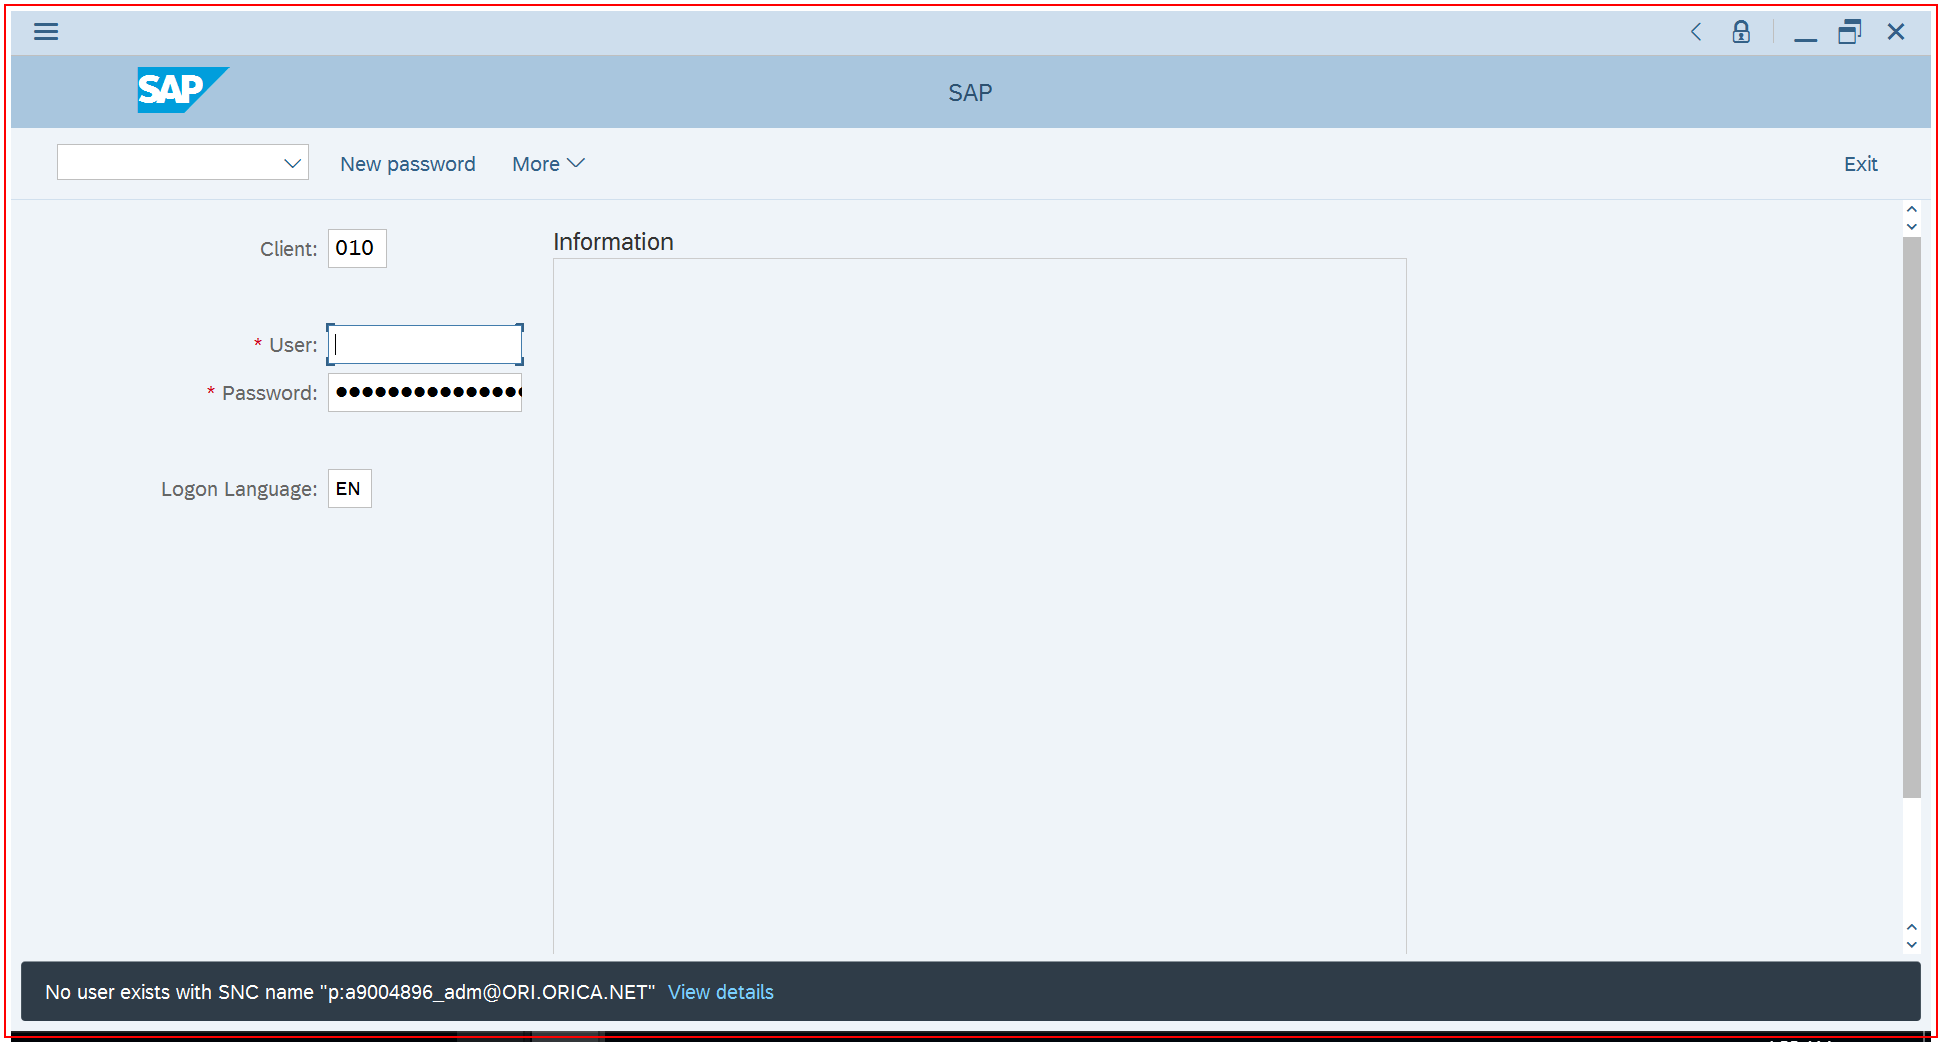 SAP
SAP
New password
More
Exit
Client: 010
Information
* User:
* Password: ●●●●●●●●●●●●●●●
Logon Language: EN
No user exists with SNC name "p:a9004896_adm@ORI.ORICA.NET" View details